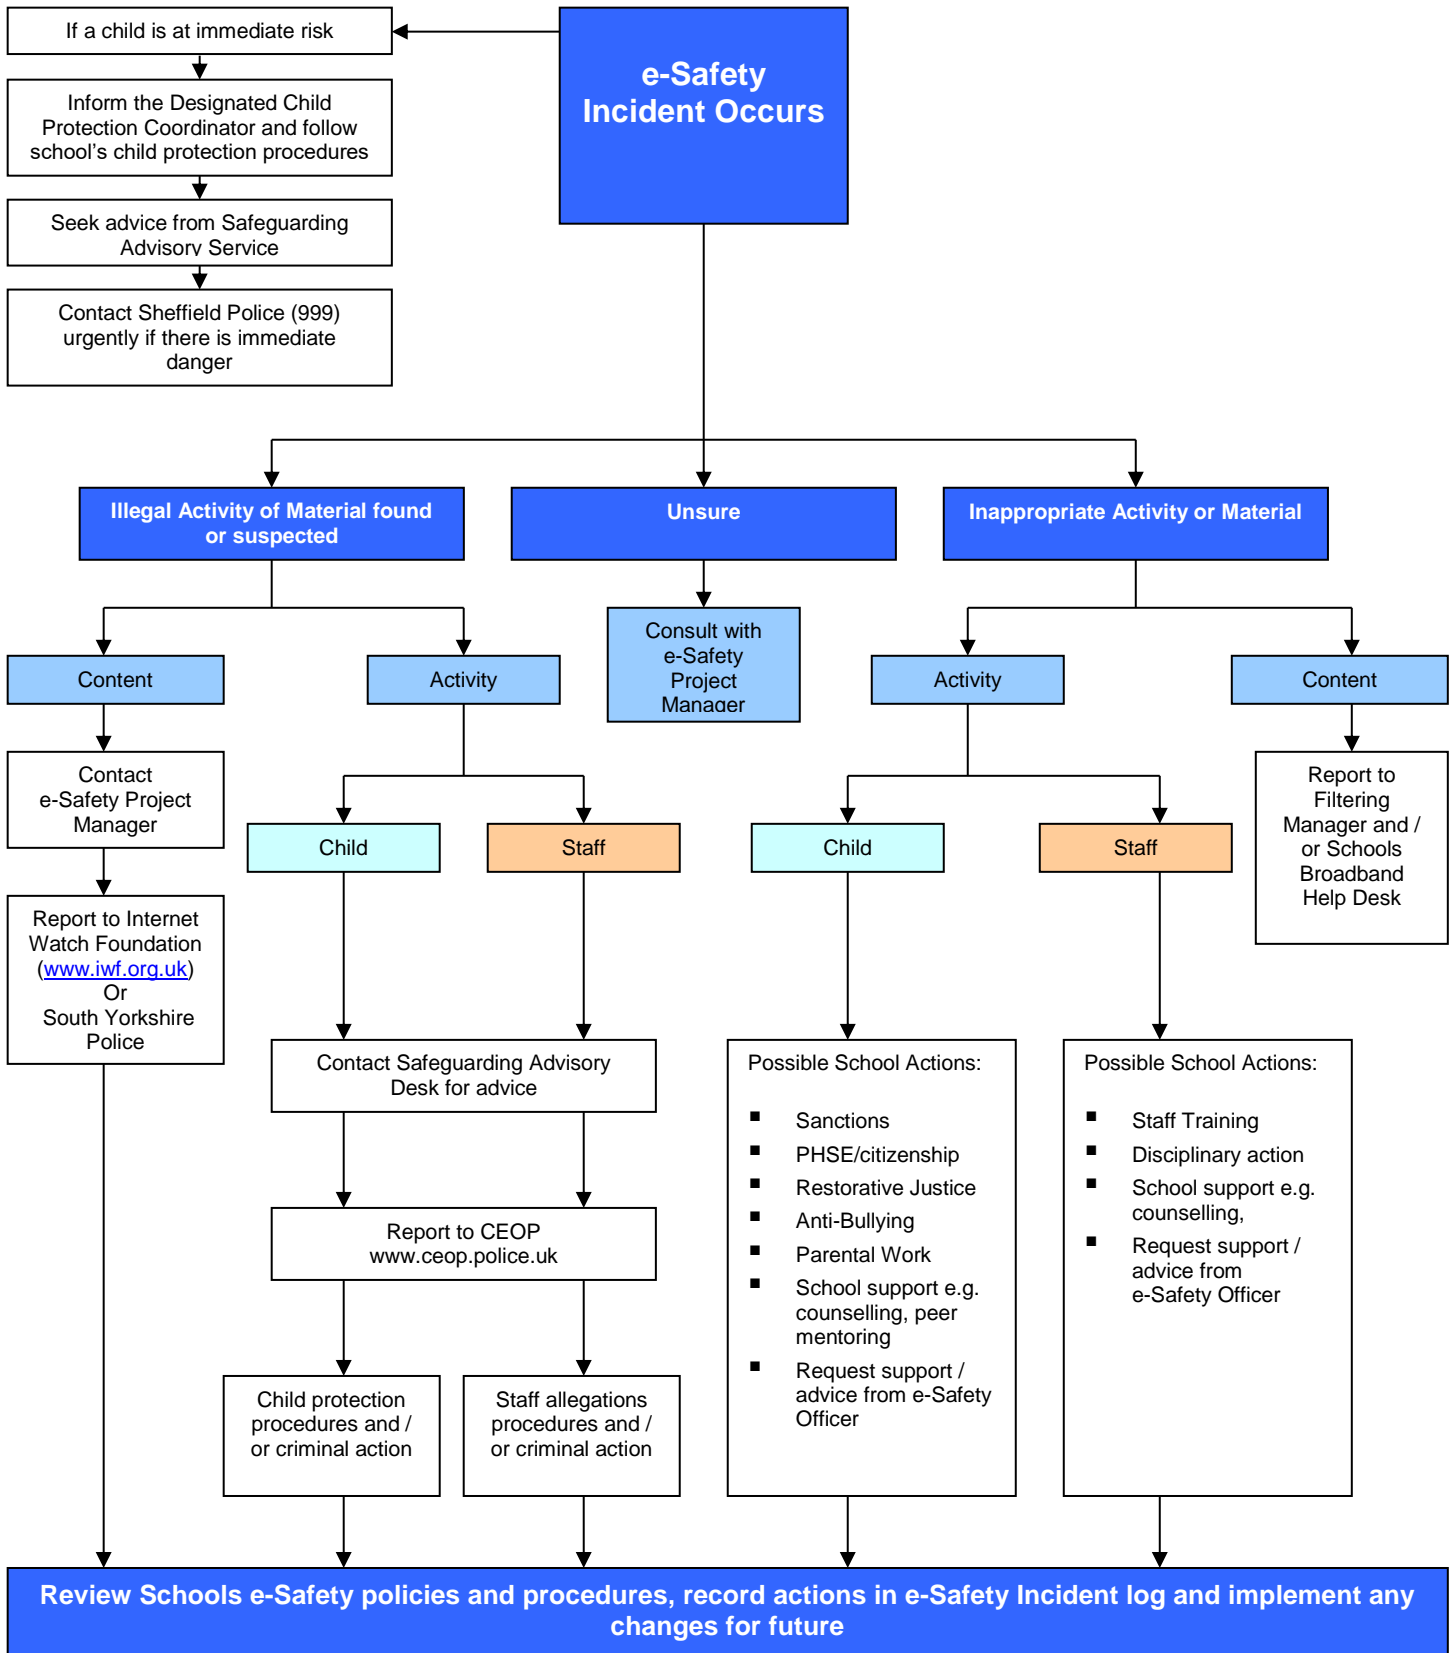 If a child is at immediate risk
e-Safety
Incident Occurs
Inform the Designated Child
Protection Coordinator and follow
school's child protection procedures
Seek advice from Safeguarding
Advisory Service
Contact Sheffield Police (999)
urgently if there is immediate
danger
Illegal Activity of Material found
or suspected
Unsure
Inappropriate Activity or Material
Content
Activity
Consult with
e-Safety
Project
Manager
Activity
Content
Contact
e-Safety Project
Manager
Child
Staff
Child
Staff
Report to
Filtering
Manager and /
or Schools
Broadband
Help Desk
Report to Internet
Watch Foundation
(www.iwf.org.uk)
Or
South Yorkshire
Police
Contact Safeguarding Advisory
Desk for advice
Report to CEOP
www.ceop.police.uk
Child protection
procedures and /
or criminal action
Staff allegations
procedures and /
or criminal action
Possible School Actions:
▪ Sanctions
▪ PHSE/citizenship
▪ Restorative Justice
▪ Anti-Bullying
▪ Parental Work
▪ School support e.g.
counselling, peer
mentoring
▪ Request support /
advice from e-Safety
Officer
Possible School Actions:
▪ Staff Training
▪ Disciplinary action
▪ School support e.g.
counselling,
▪ Request support /
advice from
e-Safety Officer
Review Schools e-Safety policies and procedures, record actions in e-Safety Incident log and implement any
changes for future